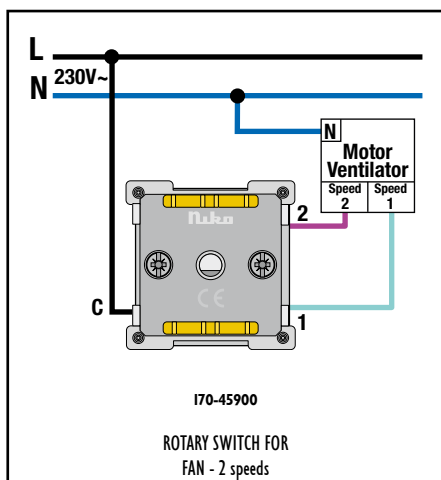 L
230V~
N
N
Motor
Ventilator
Speed
2
Speed
1
2
Niko
CE
C
1
170-45900
ROTARY SWITCH FOR
FAN - 2 speeds